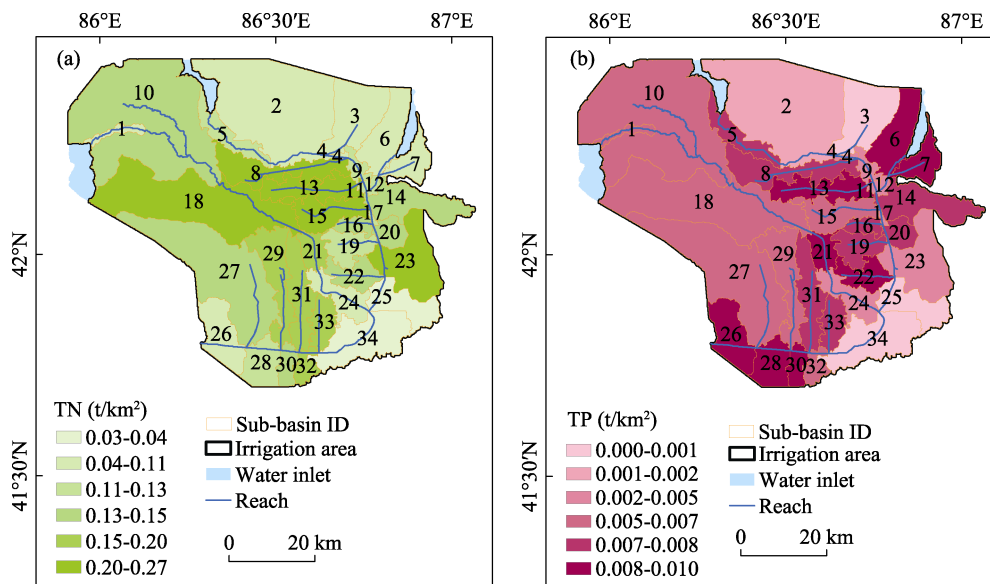 86°E 86°30′E 87°E 86°E 86°30′E 87°E
(a) (b)
10 2 3 1 5 4 4 6 8 9 7 13 11 12 14 18 15 17 16 20 19 21 29 23 27 22 31 25 24 33 26 34 28 30 32
10 2 3 1 5 4 4 6 8 9 7 13 11 12 14 18 15 17 16 20 19 21 29 23 27 22 31 25 24 33 26 34 28 30 32
42°N 42°N
41°30′N 41°30′N
TN (t/km²)
0.03-0.04
0.04-0.11
0.11-0.13
0.13-0.15
0.15-0.20
0.20-0.27
Sub-basin ID
Irrigation area
Water inlet
Reach
0 20 km
TP (t/km²)
0.000-0.001
0.001-0.002
0.002-0.005
0.005-0.007
0.007-0.008
0.008-0.010
Sub-basin ID
Irrigation area
Water inlet
Reach
0 20 km